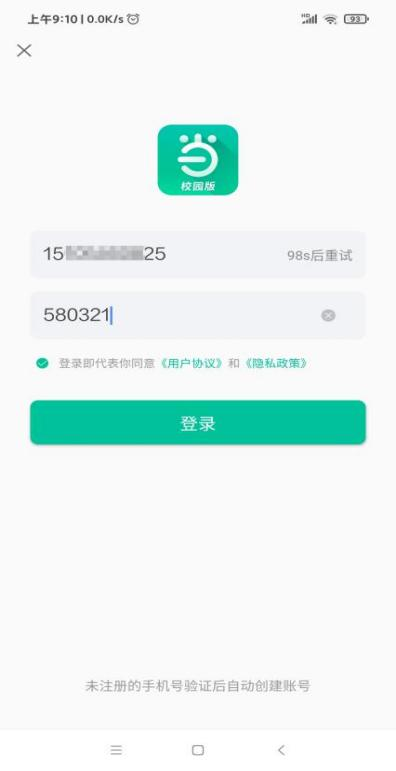 上午9:10 | 0.0K/s
HD 93
校园版
15 25 98s后重试
580321
登录即代表你同意《用户协议》和《隐私政策》
登录
未注册的手机号验证后自动创建账号